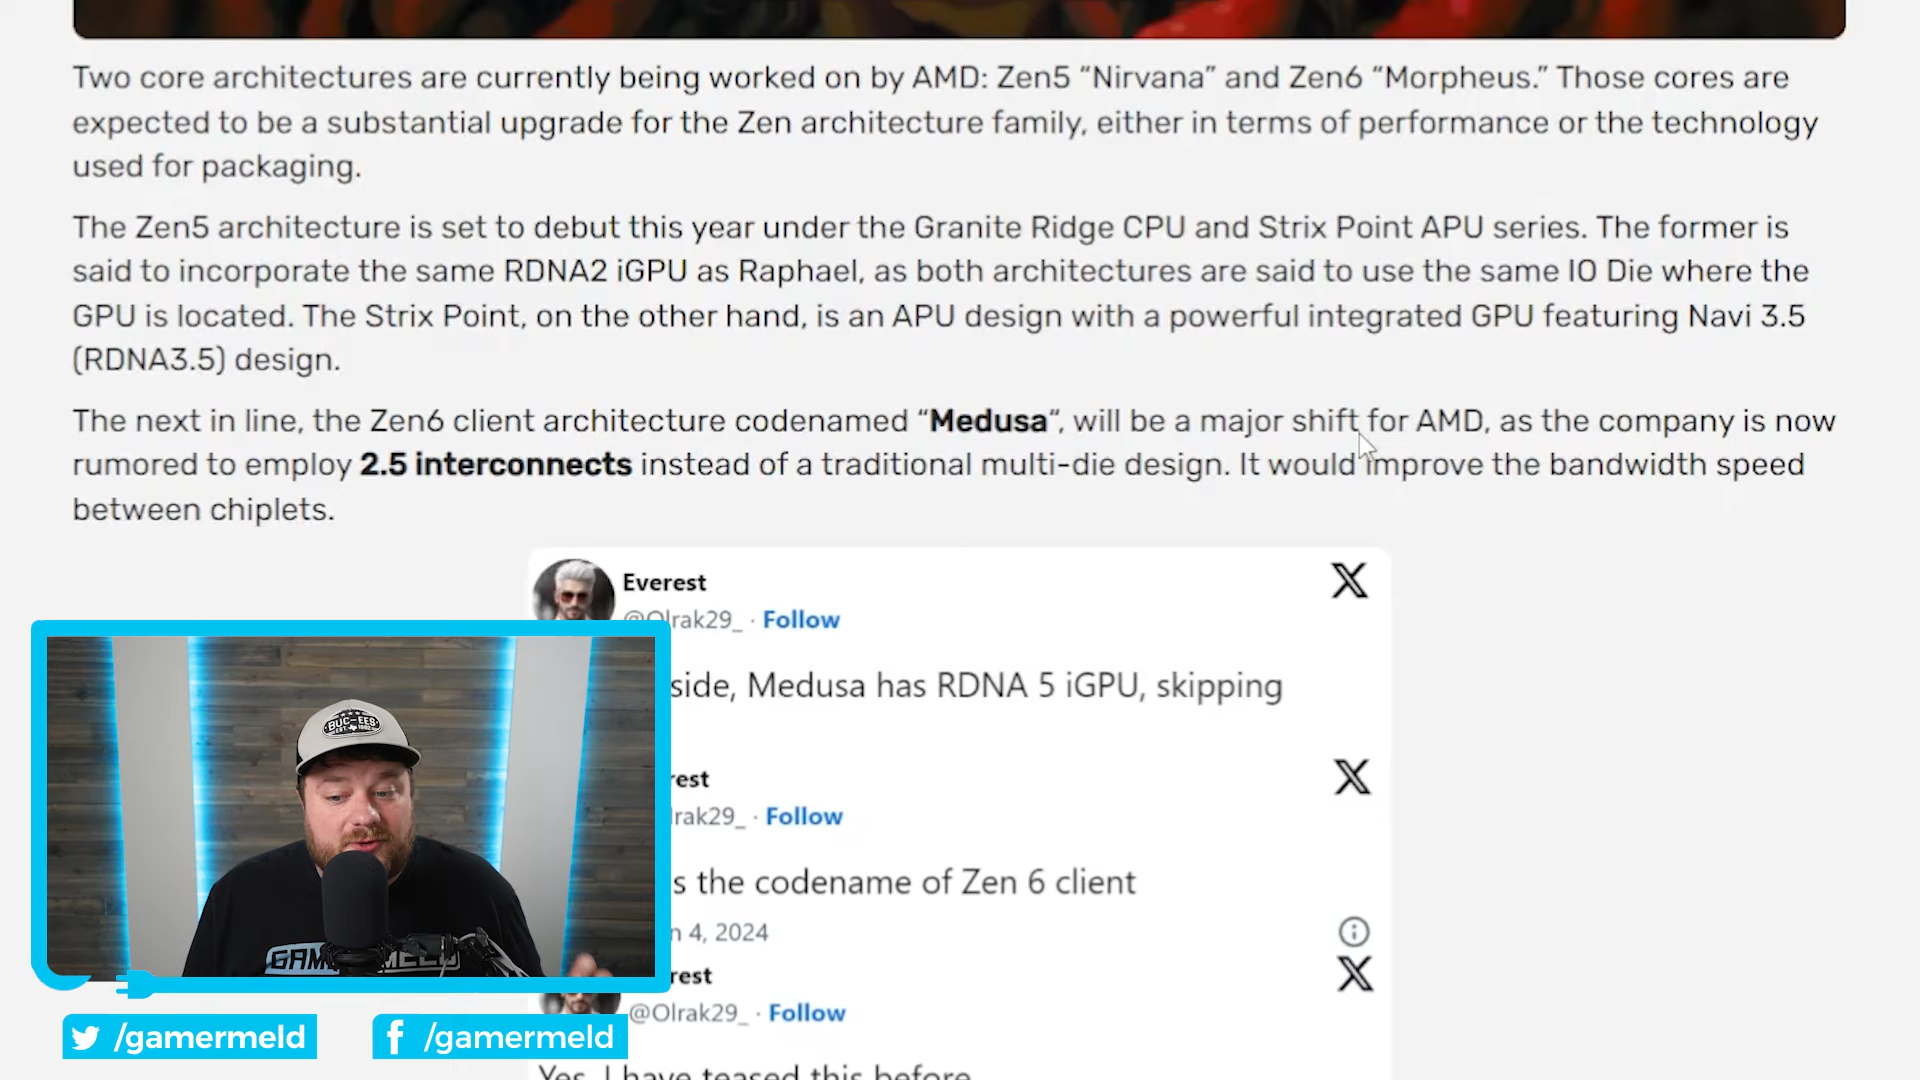 Two core architectures are currently being worked on by AMD: Zen5 “Nirvana” and Zen6 “Morpheus.” Those cores are
expected to be a substantial upgrade for the Zen architecture family, either in terms of performance or the technology
used for packaging.
The Zen5 architecture is set to debut this year under the Granite Ridge CPU and Strix Point APU series. The former is
said to incorporate the same RDNA2 iGPU as Raphael, as both architectures are said to use the same IO Die where the
GPU is located. The Strix Point, on the other hand, is an APU design with a powerful integrated GPU featuring Navi 3.5
(RDNA3.5) design.
The next in line, the Zen6 client architecture codenamed “Medusa“, will be a major shift for AMD, as the company is now
rumored to employ 2.5 interconnects instead of a traditional multi-die design. It would improve the bandwidth speed
between chiplets.
Everest
@Olrak29_ · Follow
side, Medusa has RDNA 5 iGPU, skipping
rest
lrak29_ · Follow
s the codename of Zen 6 client
n 4, 2024
rest
@Olrak29_ · Follow
Yes, I have teased this before
BUC-EES
/gamermeld
/gamermeld